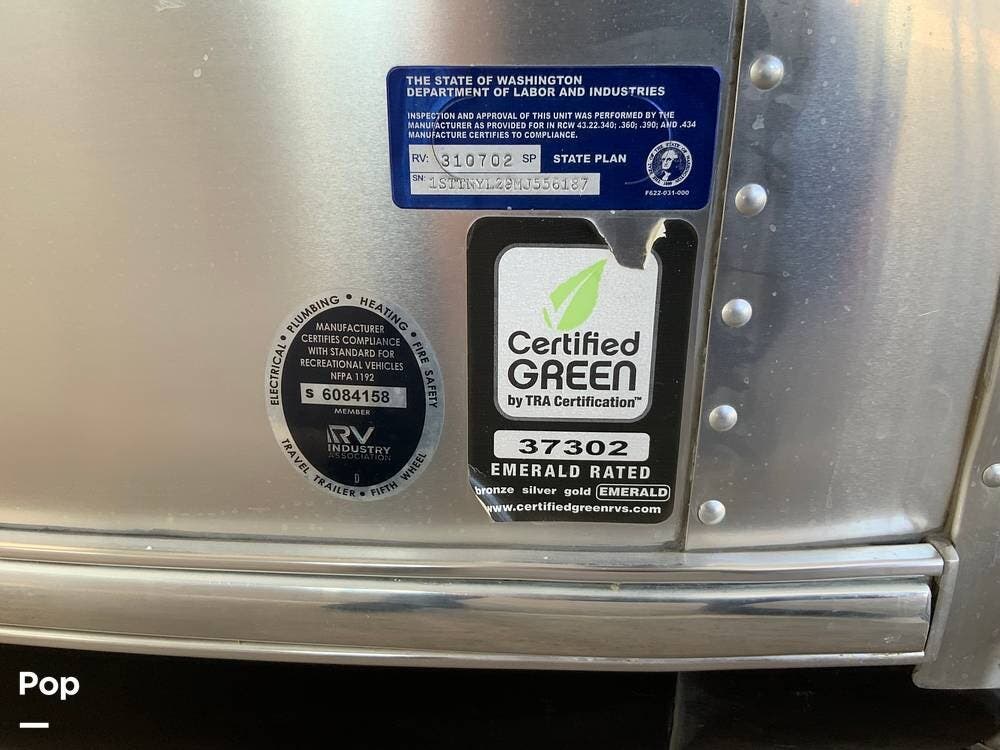 THE STATE OF WASHINGTON
DEPARTMENT OF LABOR AND INDUSTRIES
INSPECTION AND APPROVAL OF THIS UNIT WAS PERFORMED BY THE
MANUFACTURER AS PROVIDED FOR IN RCW 43.22.340; .360; .390; AND .434
MANUFACTURE CERTIFIES TO COMPLIANCE.
RV: 310702 SP STATE PLAN
SN: 1STTNYL29MJ556187
F622-031-000
ELECTRICAL • PLUMBING • HEATING • FIRE SAFETY
MANUFACTURER
CERTIFIES COMPLIANCE
WITH STANDARD FOR
RECREATIONAL VEHICLES
NFPA 1192
S 6084158
MEMBER
RV
INDUSTRY
ASSOCIATION
D
TRAVEL TRAILER • FIFTH WHEEL
Certified
GREEN
by TRA Certification™
37302
EMERALD RATED
bronze silver gold EMERALD
www.certifiedgreenrvs.com
Pop